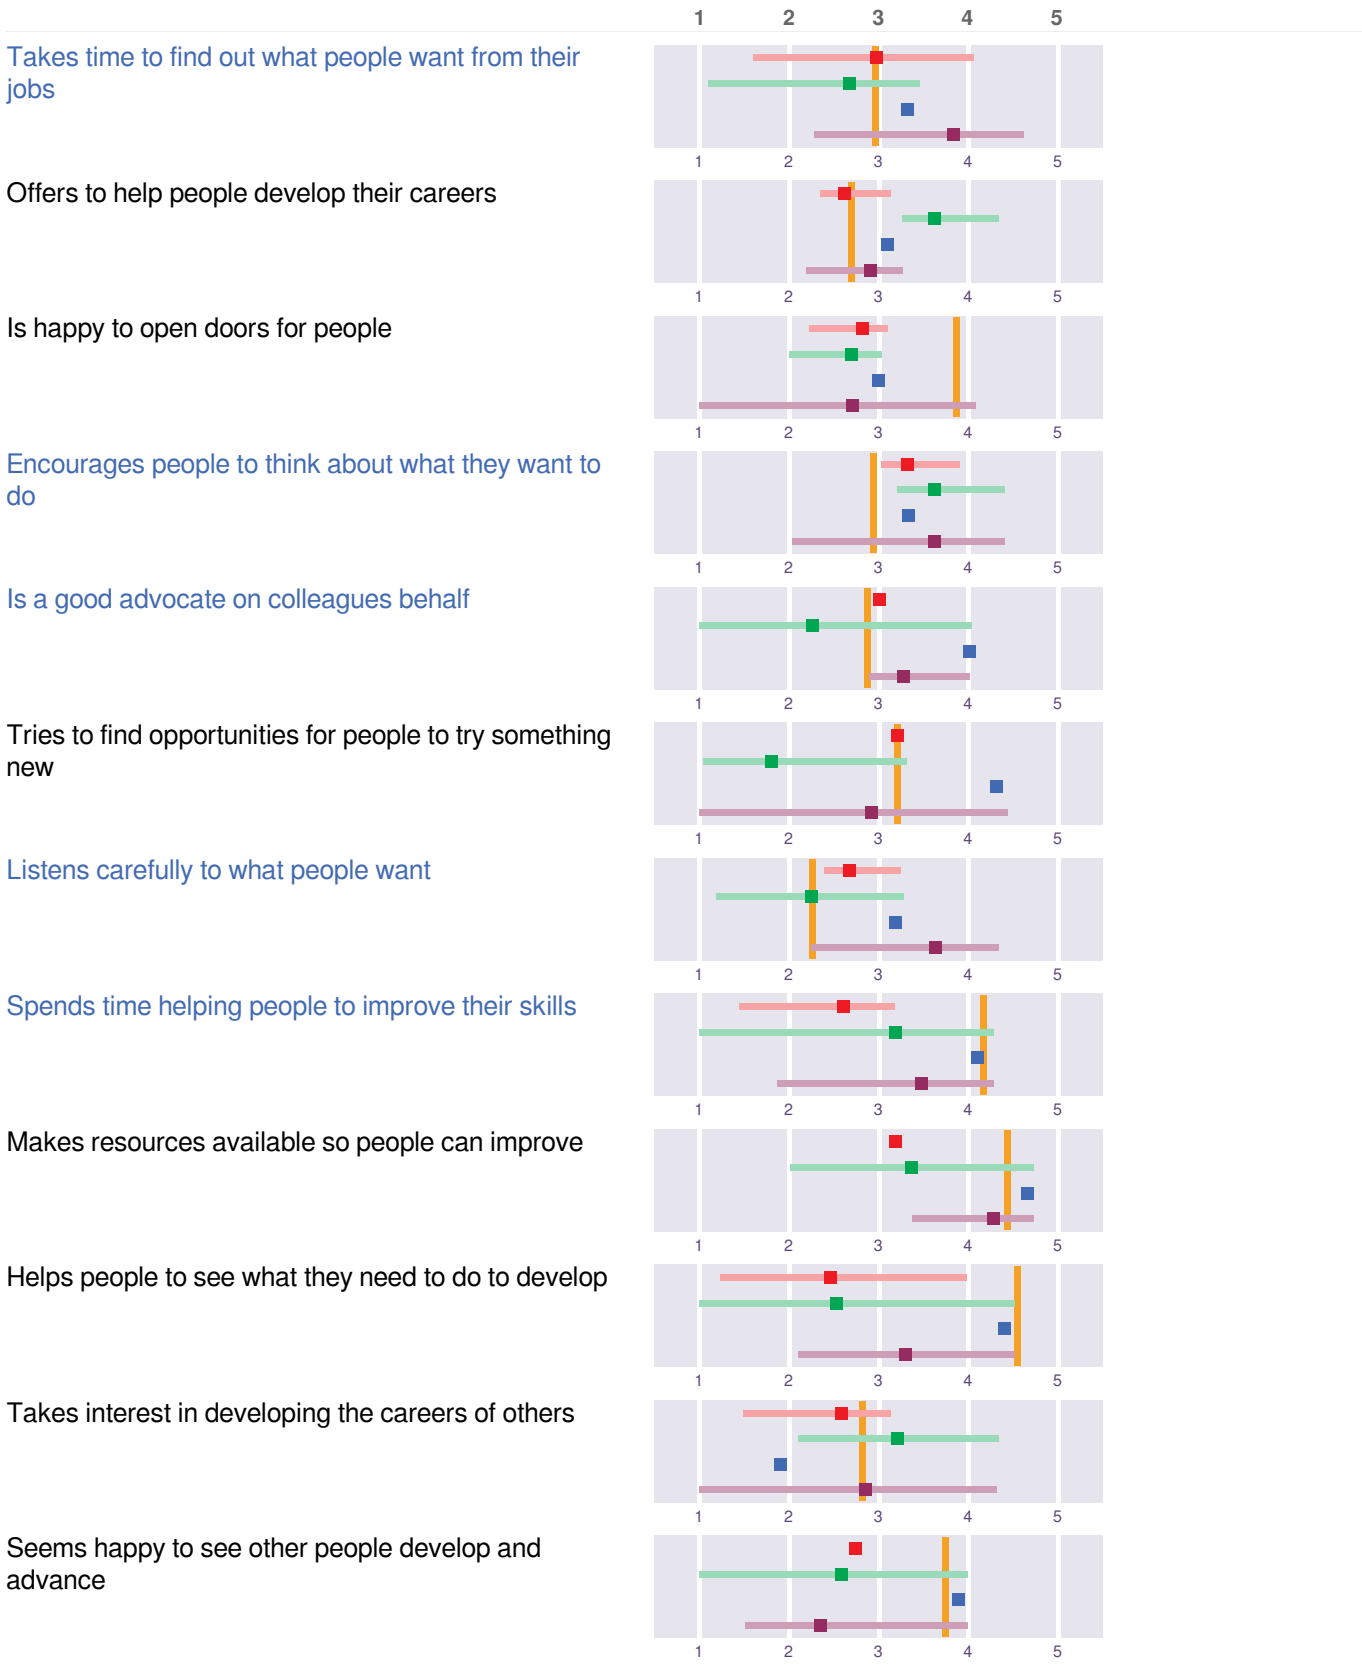 1 2 3 4 5
Takes time to find out what people want from their
jobs
1 2 3 4 5
Offers to help people develop their careers
1 2 3 4 5
Is happy to open doors for people
1 2 3 4 5
Encourages people to think about what they want to
do
1 2 3 4 5
Is a good advocate on colleagues behalf
1 2 3 4 5
Tries to find opportunities for people to try something
new
1 2 3 4 5
Listens carefully to what people want
1 2 3 4 5
Spends time helping people to improve their skills
1 2 3 4 5
Makes resources available so people can improve
1 2 3 4 5
Helps people to see what they need to do to develop
1 2 3 4 5
Takes interest in developing the careers of others
1 2 3 4 5
Seems happy to see other people develop and
advance
1 2 3 4 5